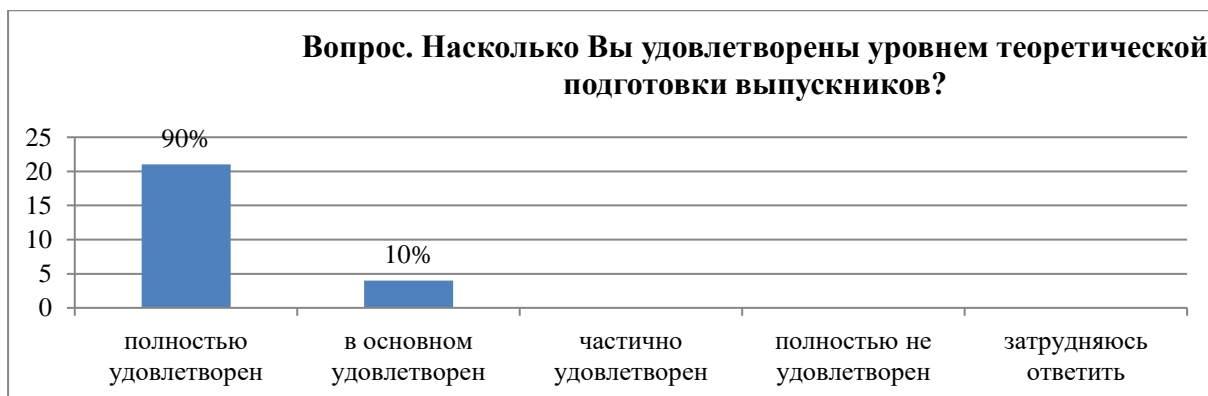 Вопрос. Насколько Вы удовлетворены уровнем теоретической
подготовки выпускников?
25
20
15
10
5
0
90%
10%
полностью
удовлетворен
в основном
удовлетворен
частично
удовлетворен
полностью не
удовлетворен
затрудняюсь
ответить